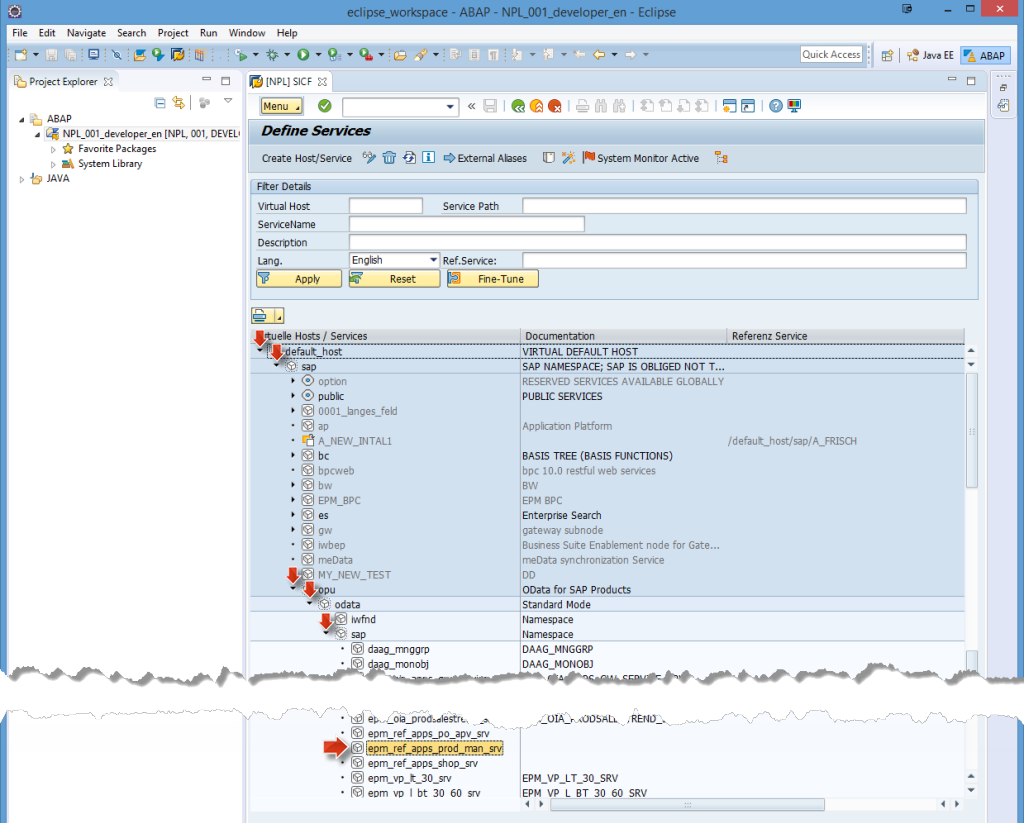 eclipse_workspace - ABAP - NPL_001_developer_en - Eclipse
File Edit Navigate Search Project Run Window Help
Quick Access Java EE ABAP
Project Explorer
[NPL] SICF
Menu
ABAP
NPL_001_developer_en [NPL, 001, DEVEL
Favorite Packages
System Library
JAVA
Define Services
Create Host/Service External Aliases System Monitor Active
Filter Details
Virtual Host Service Path
ServiceName
Description
Lang. English Ref.Service:
Apply Reset Fine-Tune
rtuelle Hosts / Services Documentation Referenz Service
default_host VIRTUAL DEFAULT HOST
sap SAP NAMESPACE; SAP IS OBLIGED NOT T...
option RESERVED SERVICES AVAILABLE GLOBALLY
public PUBLIC SERVICES
0001_langes_feld
ap Application Platform
A_NEW_INTAL1 /default_host/sap/A_FRISCH
bc BASIS TREE (BASIS FUNCTIONS)
bpcweb bpc 10.0 restful web services
bw BW
EPM_BPC EPM BPC
es Enterprise Search
gw gateway subnode
iwbep Business Suite Enablement node for Gate...
meData meData synchronization Service
MY_NEW_TEST DD
opu OData for SAP Products
odata Standard Mode
iwfnd Namespace
sap Namespace
daag_mnggrp DAAG_MNGGRP
daag_monobj DAAG_MONOBJ
epm_ref_apps_po_apv_srv
epm_ref_apps_prod_man_srv
epm_ref_apps_shop_srv
epm_vp_lt_30_srv EPM_VP_LT_30_SRV
epm_vp_l_bt_30_60_srv EPM_VP_L_BT_30_60_SRV